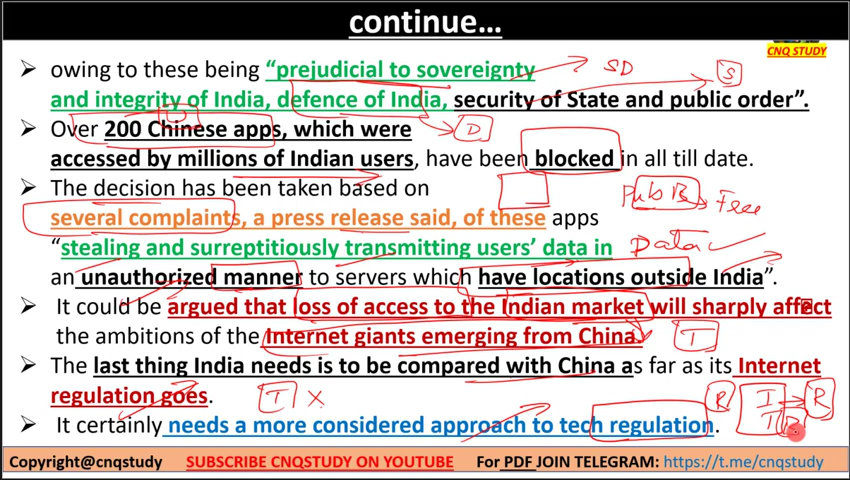 continue...
CNQ STUDY
➢ owing to these being “prejudicial to sovereignty
SD
S
and integrity of India, defence of India, security of State and public order”.
➢ Over 200 Chinese apps, which were
D
accessed by millions of Indian users, have been blocked in all till date.
➢ The decision has been taken based on
Free
several complaints, a press release said, of these apps
“stealing and surreptitiously transmitting users’ data in
Data
an unauthorized manner to servers which have locations outside India”.
➢ It could be argued that loss of access to the Indian market will sharply affect
the ambitions of the Internet giants emerging from China.
T
➢ The last thing India needs is to be compared with China as far as its Internet
regulation goes.
T X
R
I
R
➢ It certainly needs a more considered approach to tech regulation.
T
R
Copyright@cnqstudy SUBSCRIBE CNQSTUDY ON YOUTUBE For PDF JOIN TELEGRAM: https://t.me/cnqstudy